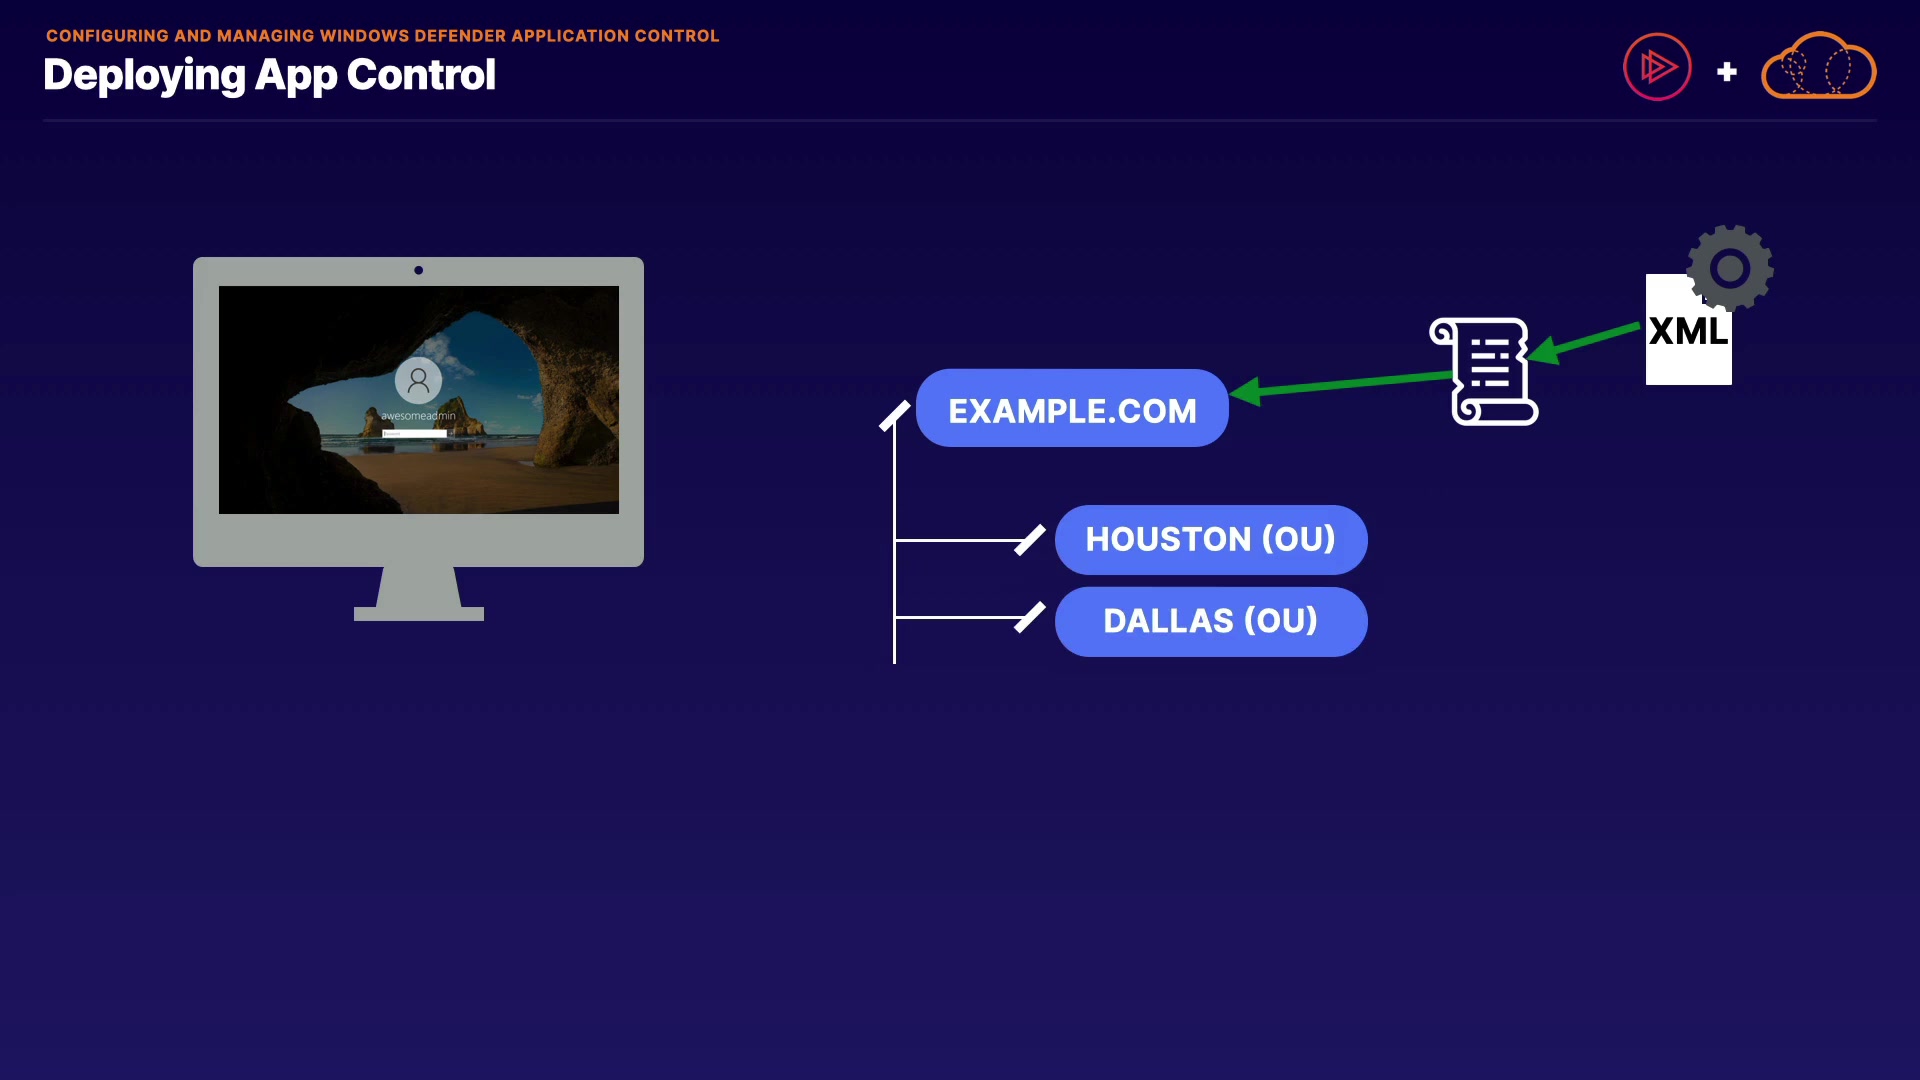 CONFIGURING AND MANAGING WINDOWS DEFENDER APPLICATION CONTROL
Deploying App Control
awesomeadmin
EXAMPLE.COM
XML
HOUSTON (OU)
DALLAS (OU)